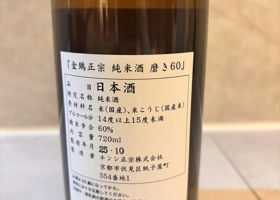 『金鵄正宗 純米酒 磨き60』
品目 日本酒
特定名称 純米酒
原材料名 米(国産)、米こうじ(国産米)
アルコール分 14度以上15度未満
精米歩合 60%
内容量 720ml
製造年月 25・10
製造者 キンシ正宗株式会社
京都市伏見区紙子屋町
554番地1